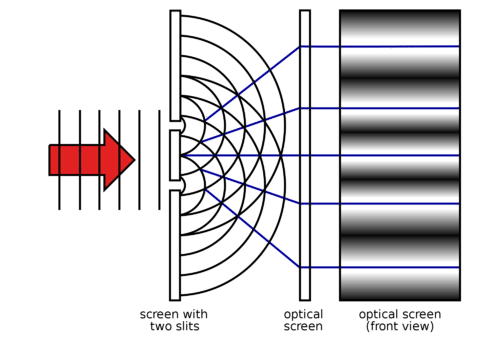 screen with
two slits
optical
screen
optical screen
(front view)